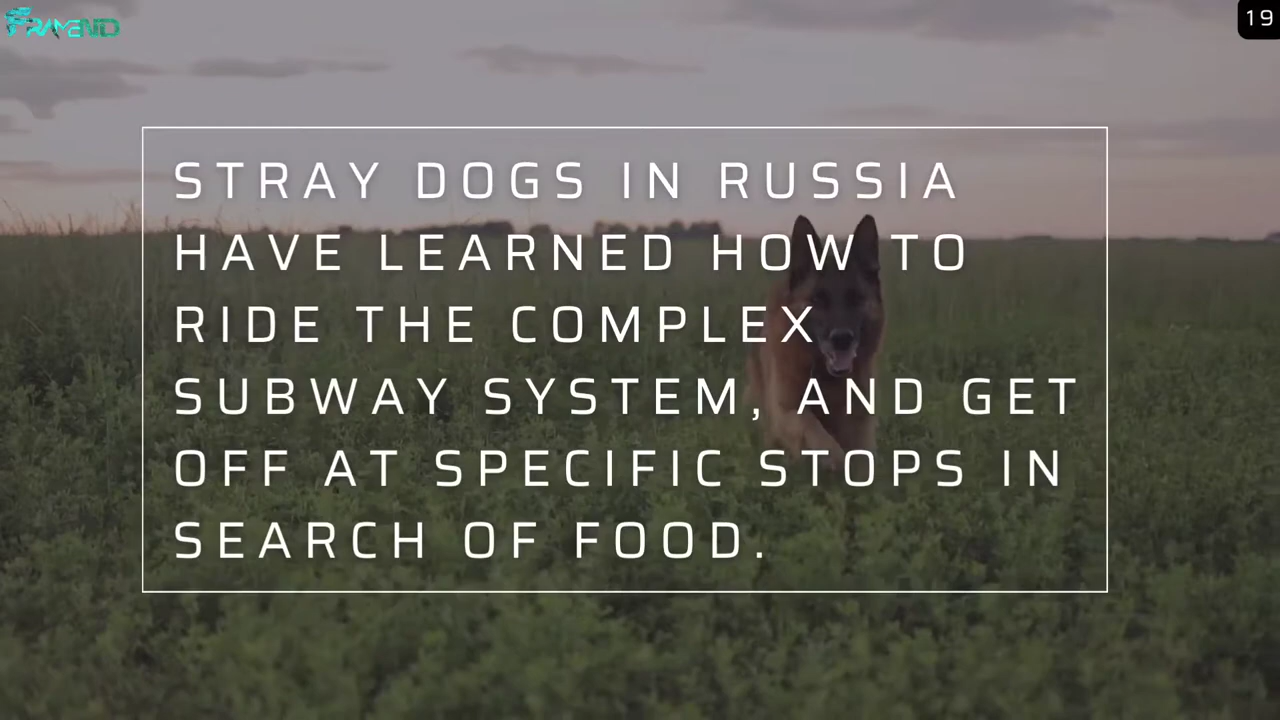 FRAMEND
19
STRAY DOGS IN RUSSIA
HAVE LEARNED HOW TO
RIDE THE COMPLEX
SUBWAY SYSTEM, AND GET
OFF AT SPECIFIC STOPS IN
SEARCH OF FOOD.